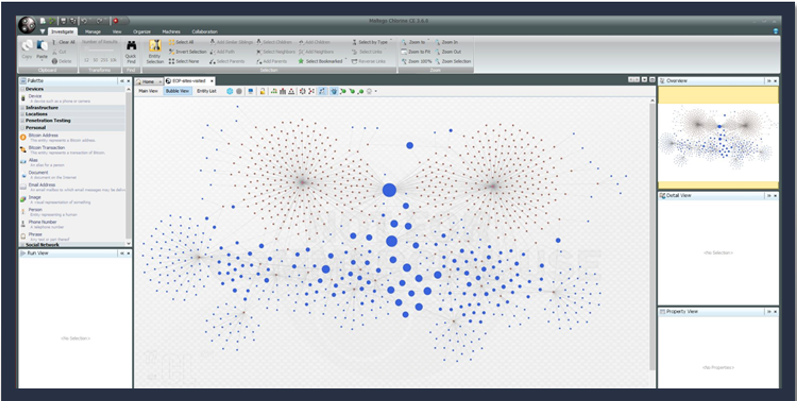 Maltego Chlorine CE 3.6.0
Investigate Manage View Organize Machines Collaboration
Copy Paste
Clear All
Cut
Delete
Clipboard
Number of Results
12 50 255 10k
Transforms
Quick Find
Find
Entity Selection
Select All
Invert Selection
Select None
Add Similar Siblings
Add Path
Select Parents
Select Children
Select Neighbors
Add Parents
Add Children
Add Neighbors
Select Bookmarked
Select by Type
Select Links
Reverse Links
Selection
Zoom to
Zoom to Fit
Zoom 100%
Zoom In
Zoom Out
Zoom Selection
Zoom
Palette
Devices
Device
A device such as a phone or camera
Infrastructure
Locations
Penetration Testing
Personal
Bitcoin Address
The entity represents a Bitcoin address.
Bitcoin Transaction
The entity represents a transaction of Bitcoin.
Alias
An alias for a person
Document
A document on the Internet
Email Address
An email mailbox to which email messages may be deliv
Image
A visual representation of something
Person
Entity representing a human
Phone Number
A telephone number
Phrase
Any text or part thereof
Social Network
Run View
<No Selection>
Home
EOP-sites-visited
Main View Bubble View Entity List
Overview
Detail View
<No Selection>
Property View
<No Properties>